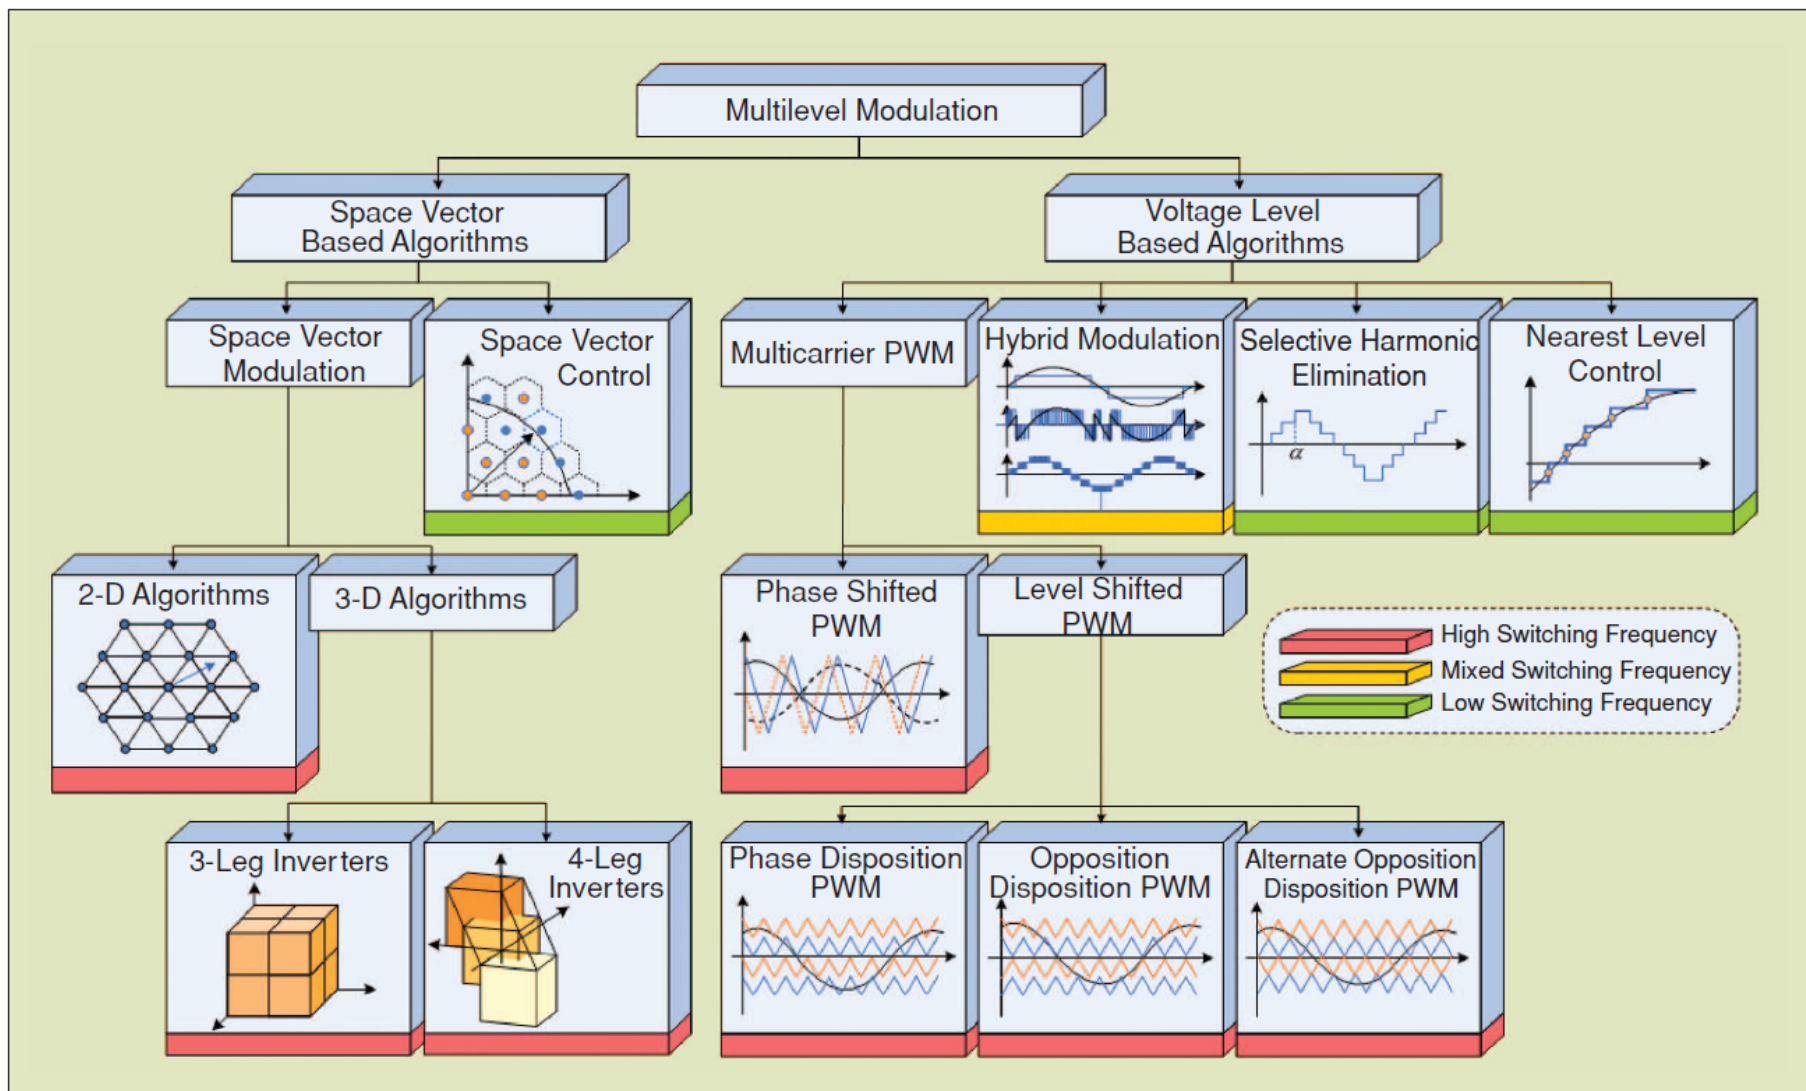 Multilevel Modulation
Space Vector
Based Algorithms
Voltage Level
Based Algorithms
Space Vector
Modulation
Space Vector
Control
Multicarrier PWM
Hybrid Modulation
Selective Harmonic
Elimination
α
Nearest Level
Control
2-D Algorithms
3-D Algorithms
Phase Shifted
PWM
Level Shifted
PWM
High Switching Frequency
Mixed Switching Frequency
Low Switching Frequency
3-Leg Inverters
4-Leg
Inverters
Phase Disposition
PWM
Opposition
Disposition PWM
Alternate Opposition
Disposition PWM